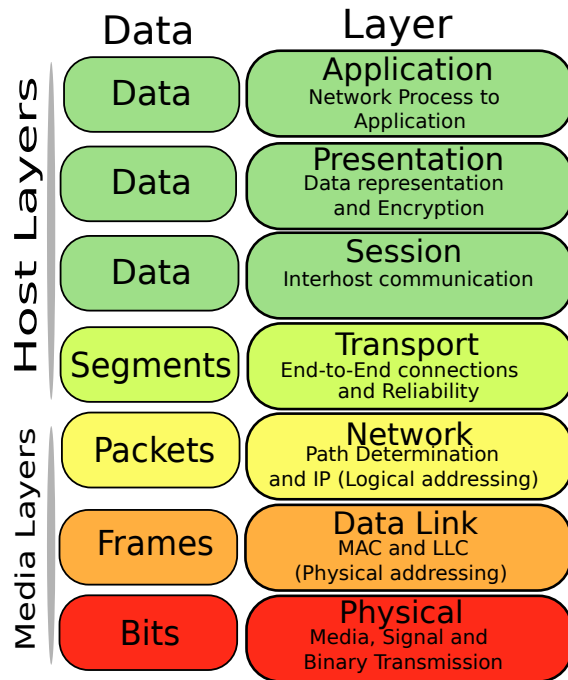 Data Layer
Host Layers
Data
Application
Network Process to
Application
Data
Presentation
Data representation
and Encryption
Data
Session
Interhost communication
Segments
Transport
End-to-End connections
and Reliability
Media Layers
Packets
Network
Path Determination
and IP (Logical addressing)
Frames
Data Link
MAC and LLC
(Physical addressing)
Bits
Physical
Media, Signal and
Binary Transmission